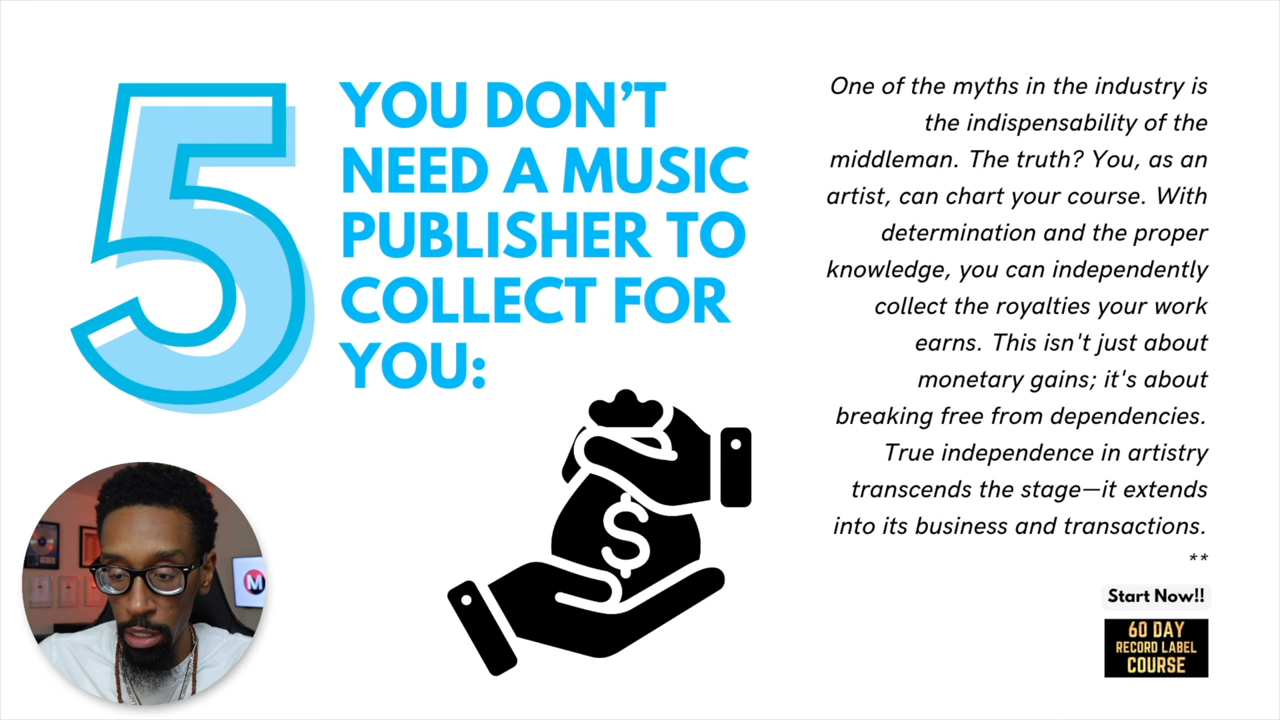 5
YOU DON’T
NEED A MUSIC
PUBLISHER TO
COLLECT FOR
YOU:
One of the myths in the industry is
the indispensability of the
middleman. The truth? You, as an
artist, can chart your course. With
determination and the proper
knowledge, you can independently
collect the royalties your work
earns. This isn't just about
monetary gains; it's about
breaking free from dependencies.
True independence in artistry
transcends the stage—it extends
into its business and transactions.
**
$
M
Start Now!!
60 DAY
RECORD LABEL
COURSE